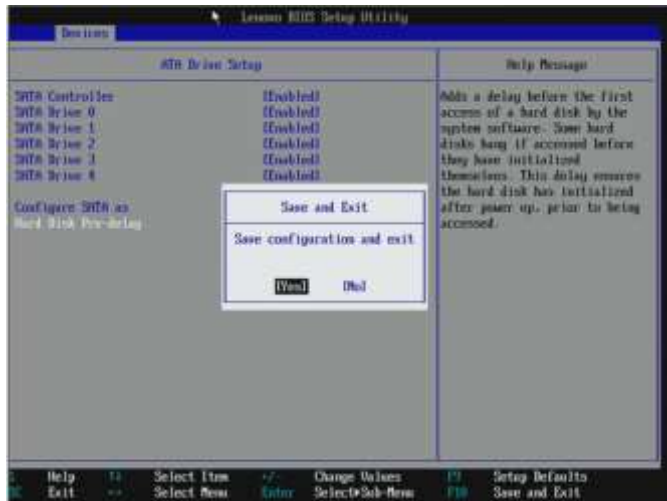 Lenovo BIOS Setup Utility
Devices
ATA Drive Setup
Help Message
SATA Controller [Enabled]
SATA Drive 0 [Enabled]
SATA Drive 1 [Enabled]
SATA Drive 2 [Enabled]
SATA Drive 3 [Enabled]
SATA Drive 4 [Enabled]
Configure SATA as
Hard Disk Pre-delay
Adds a delay before the first
access of a hard disk by the
system software. Some hard
disks hang if accessed before
they have initialized
themselves. This delay ensures
the hard disk has initialized
after power up, prior to being
accessed.
Save and Exit
Save configuration and exit
[Yes] [No]
Help ↑↓ Select Item -/+ Change Values F9 Setup Defaults
Exit Select Menu Enter Select▶Sub-Menu F10 Save and Exit